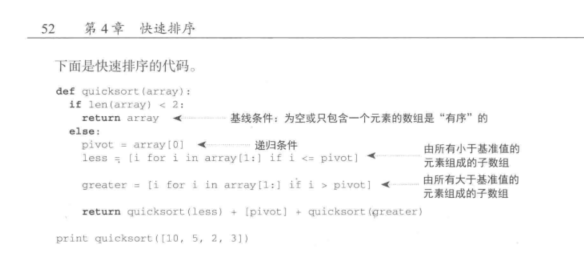 52 第4章 快速排序
下面是快速排序的代码。
def quicksort(array):
if len(array) < 2:
return array 基线条件：为空或只包含一个元素的数组是“有序”的
else:
pivot = array[0] 递归条件
less = [i for i in array[1:] if i <= pivot] 由所有小于基准值的
元素组成的子数组
greater = [i for i in array[1:] if i > pivot] 由所有大于基准值的
元素组成的子数组
return quicksort(less) + [pivot] + quicksort(greater)
print quicksort([10, 5, 2, 3])